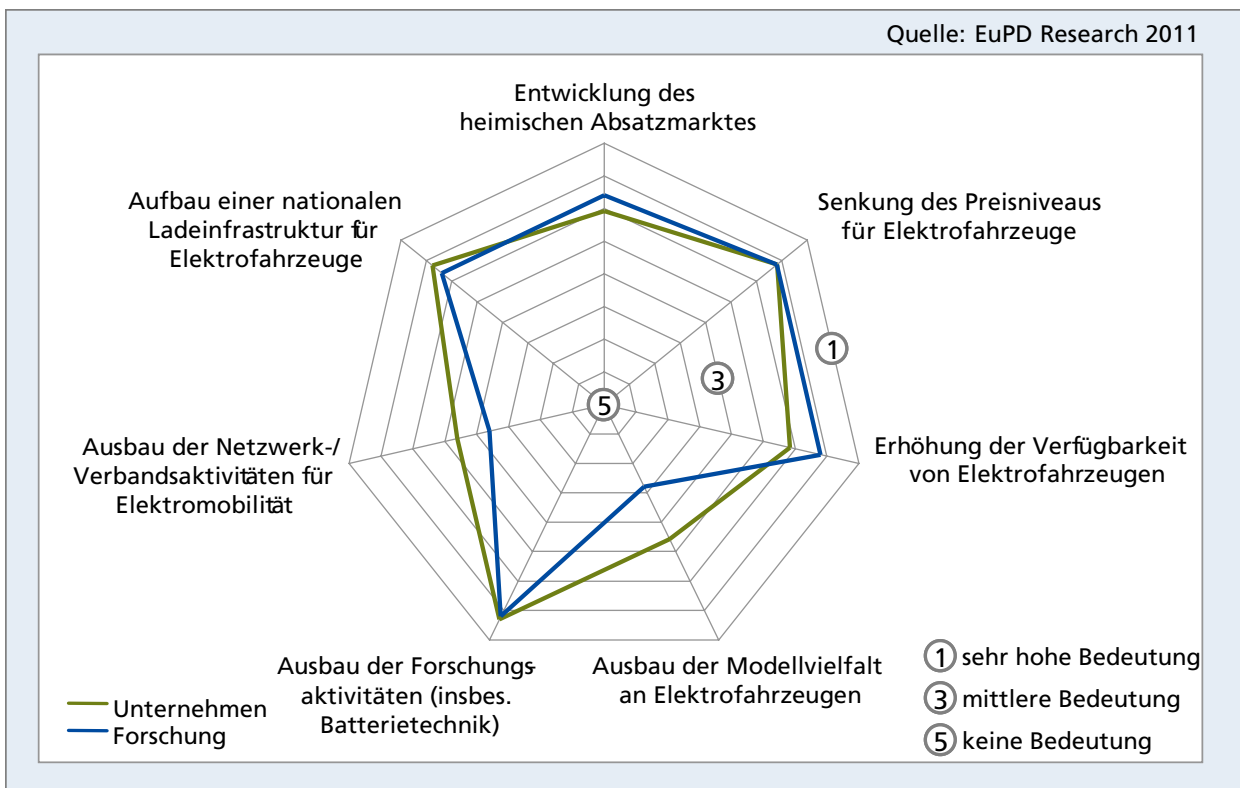 Quelle: EuPD Research 2011
Entwicklung des
heimischen Absatzmarktes
Senkung des Preisniveaus
für Elektrofahrzeuge
Erhöhung der Verfügbarkeit
von Elektrofahrzeugen
Ausbau der Modellvielfalt
an Elektrofahrzeugen
Ausbau der Forschungs-
aktivitäten (insbes.
Batterietechnik)
Ausbau der Netzwerk-/
Verbandsaktivitäten für
Elektromobilität
Aufbau einer nationalen
Ladeinfrastruktur für
Elektrofahrzeuge
1
3
5
Unternehmen
Forschung
1 sehr hohe Bedeutung
3 mittlere Bedeutung
5 keine Bedeutung